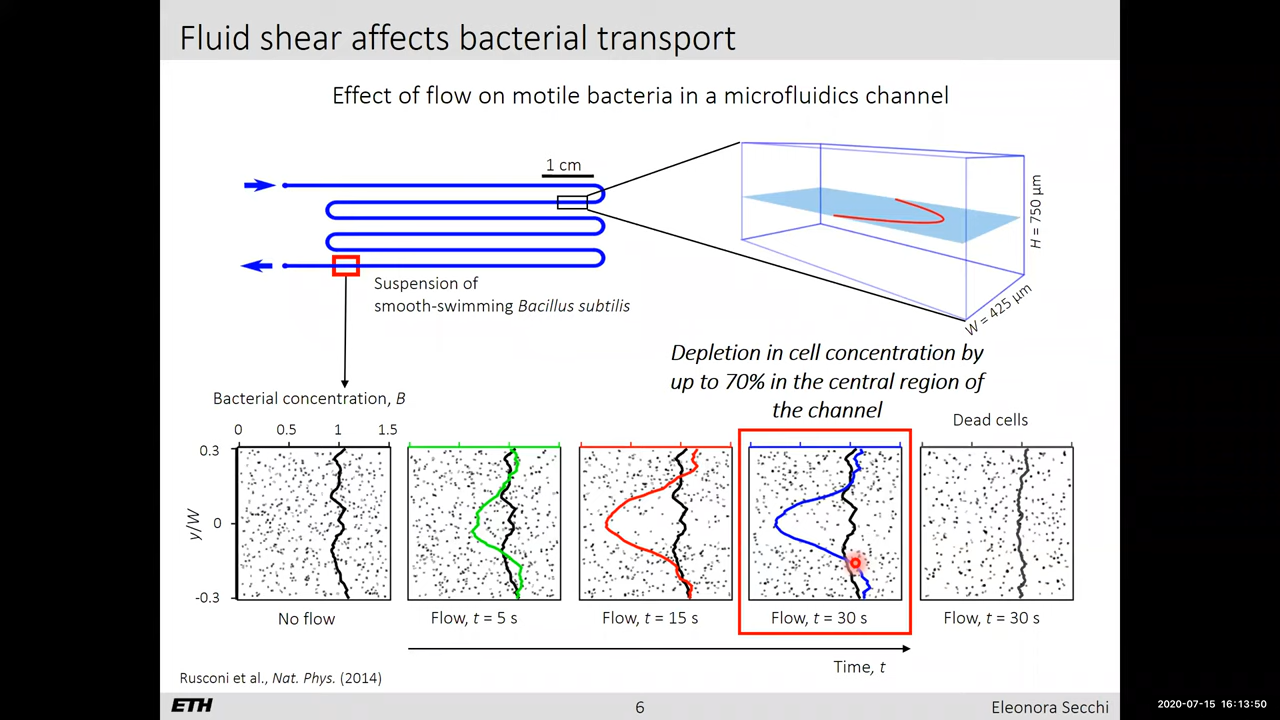 Fluid shear affects bacterial transport
Effect of flow on motile bacteria in a microfluidics channel
1 cm
H = 750 µm
W = 425 µm
Suspension of
smooth-swimming Bacillus subtilis
Depletion in cell concentration by
up to 70% in the central region of
the channel
Bacterial concentration, B
Dead cells
0 0.5 1 1.5
0.3
0
-0.3
y/W
No flow
Flow, t = 5 s
Flow, t = 15 s
Flow, t = 30 s
Flow, t = 30 s
Time, t
Rusconi et al., Nat. Phys. (2014)
ETH
6
Eleonora Secchi
2020-07-15 16:13:50